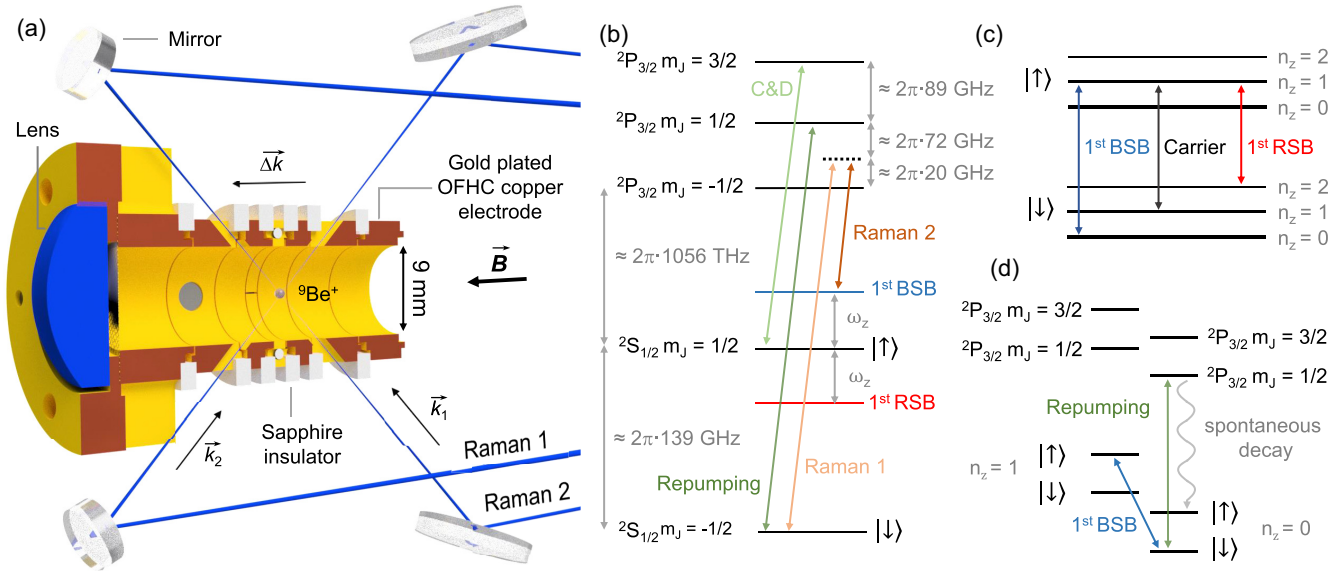 (a)
Mirror
Lens
Δk
Gold plated
OFHC copper
electrode
B
9 mm
⁹Be⁺
k₁
k₂
Sapphire
insulator
Raman 1
Raman 2
(b)
²P₃/₂ mJ = 3/2
C&D
≈ 2π·89 GHz
²P₃/₂ mJ = 1/2
≈ 2π·72 GHz
≈ 2π·20 GHz
²P₃/₂ mJ = -1/2
Raman 2
≈ 2π·1056 THz
1st BSB
ωz
²S₁/₂ mJ = 1/2
|↑⟩
ωz
1st RSB
≈ 2π·139 GHz
Raman 1
Repumping
²S₁/₂ mJ = -1/2
|↓⟩
(c)
nz = 2
|↑⟩
nz = 1
nz = 0
1st BSB
Carrier
1st RSB
nz = 2
|↓⟩
nz = 1
nz = 0
(d)
²P₃/₂ mJ = 3/2
²P₃/₂ mJ = 3/2
²P₃/₂ mJ = 1/2
²P₃/₂ mJ = 1/2
Repumping
spontaneous
decay
|↑⟩
nz = 1
|↓⟩
1st BSB
|↑⟩
nz = 0
|↓⟩